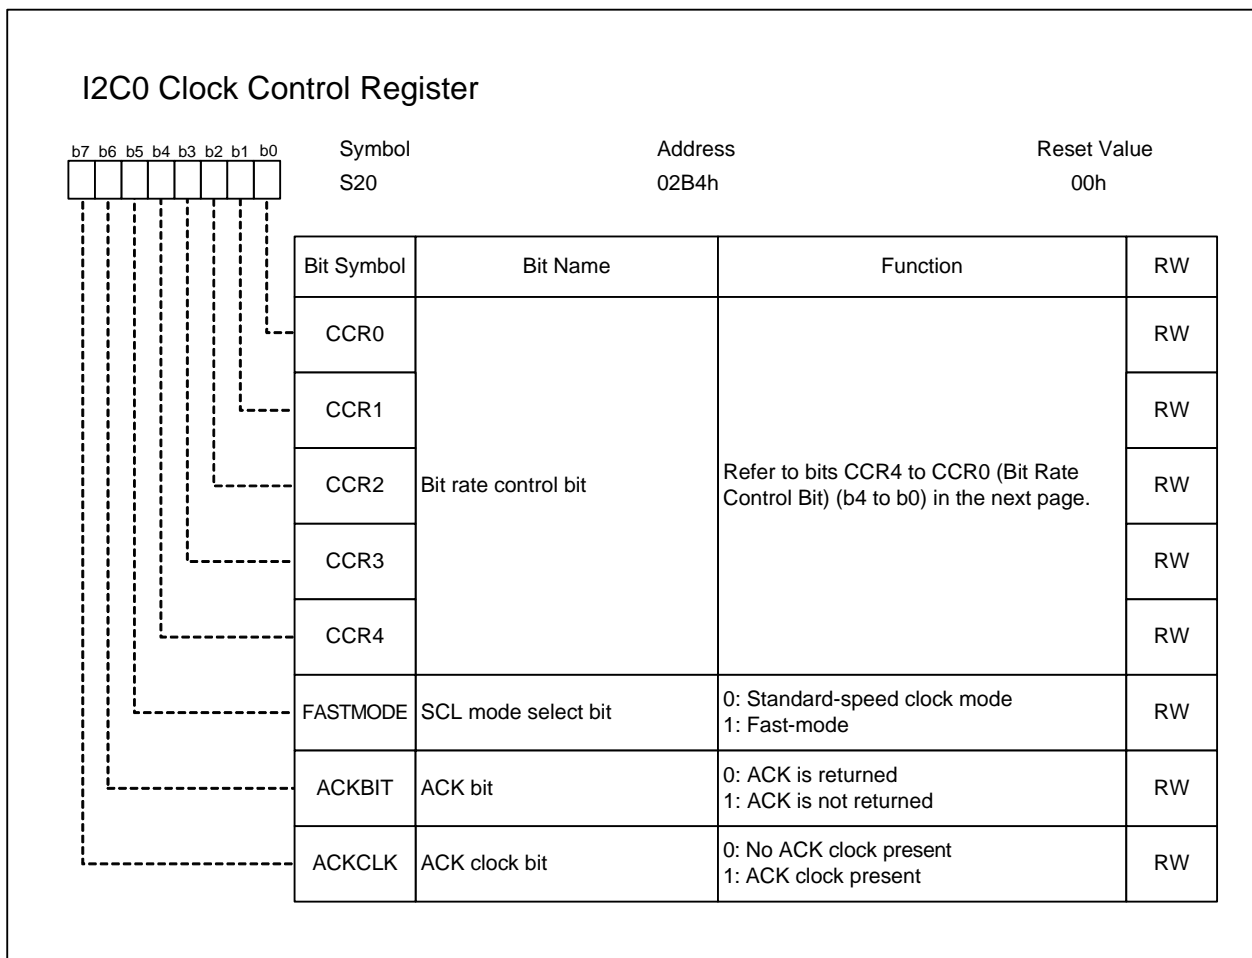 I2C0 Clock Control Register
b7 b6 b5 b4 b3 b2 b1 b0
Symbol Address Reset Value
S20 02B4h 00h
Bit Symbol Bit Name Function RW
CCR0 RW
CCR1 RW
CCR2 Bit rate control bit Refer to bits CCR4 to CCR0 (Bit Rate
Control Bit) (b4 to b0) in the next page. RW
CCR3 RW
CCR4 RW
FASTMODE SCL mode select bit 0: Standard-speed clock mode
1: Fast-mode RW
ACKBIT ACK bit 0: ACK is returned
1: ACK is not returned RW
ACKCLK ACK clock bit 0: No ACK clock present
1: ACK clock present RW